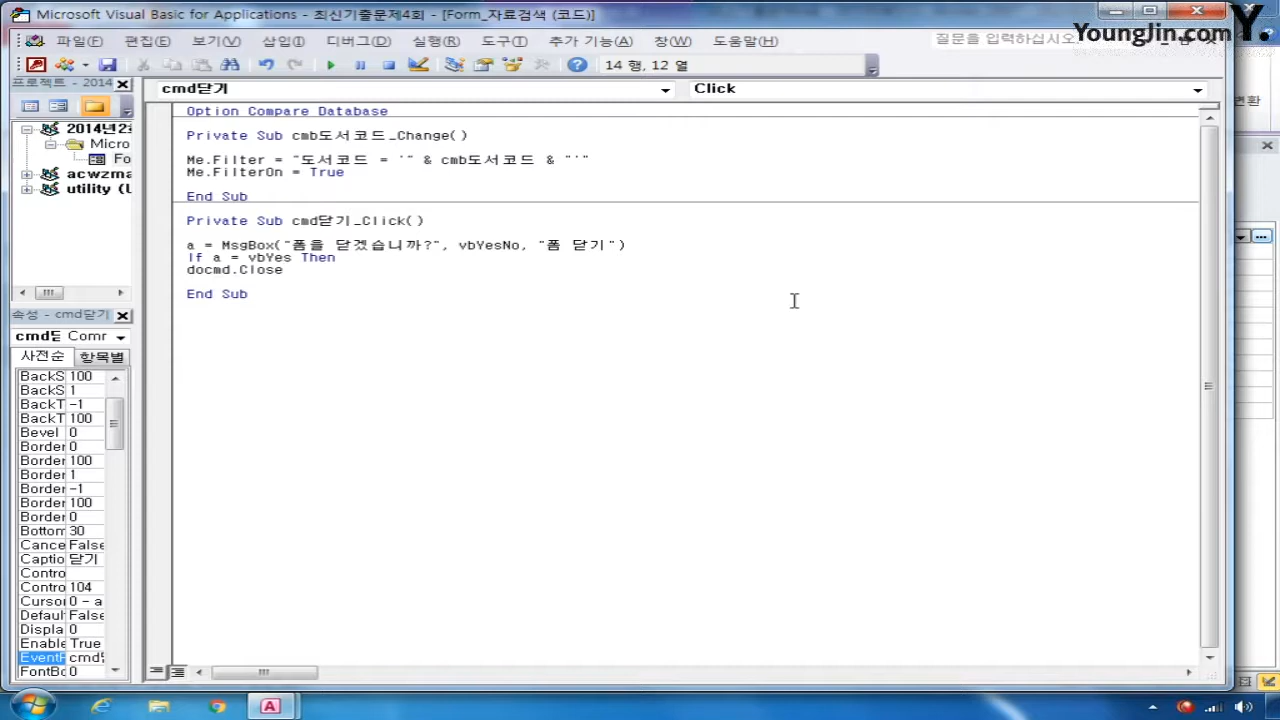 Microsoft Visual Basic for Applications - 최신기출문제4회 - [Form_자료검색 (코드)]
YoungJin.com Y.
파일(F) 편집(E) 보기(V) 삽입(I) 디버그(D) 실행(R) 도구(T) 추가 기능(A) 창(W) 도움말(H) 질문을 입력하십시오.
14 행, 12 열
프로젝트 - 2014
cmd닫기 Click
변환
2014년2
Micro
Fo
acwzma
utility (L
Option Compare Database
Private Sub cmb도서코드_Change()
Me.Filter = "도서코드 = '" & cmb도서코드 & "'"
Me.FilterOn = True
End Sub
Private Sub cmd닫기_Click()
a = MsgBox("폼을 닫겠습니까?", vbYesNo, "폼 닫기")
If a = vbYes Then
docmd.Close
End Sub
속성 - cmd닫기
cmd닫 Comr
사전순 항목별
BackS 100
BackS 1
BackT -1
BackT 100
Bevel 0
Border 0
Border 100
Border 1
Border -1
Border 100
Border 0
Bottom 30
Cance False
Captio 닫기
Contro
Contro 104
Cursor 0 - a
Defaul False
Displa 0
Enable True
EventF cmd닫
FontBo 0